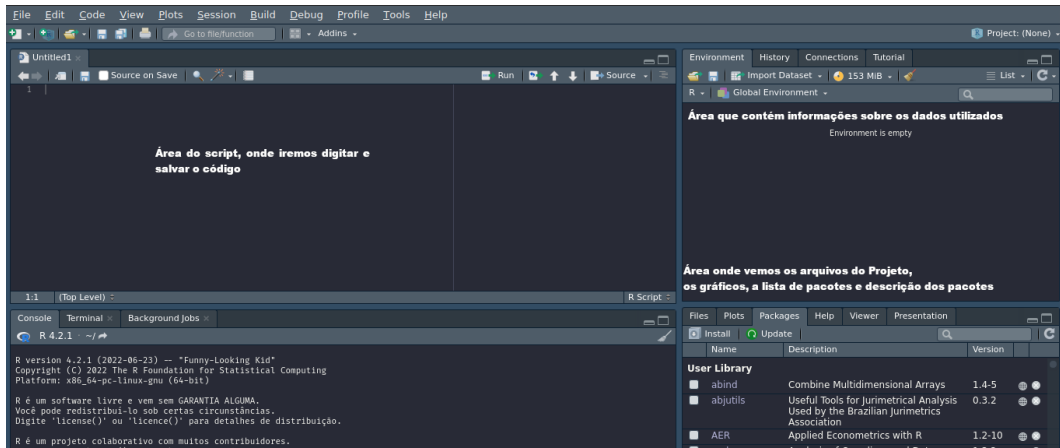 File Edit Code View Plots Session Build Debug Profile Tools Help
Go to file/function Addins Project: (None)
Untitled1
Source on Save Run Source
1
Área do script, onde iremos digitar e
salvar o código
1:1 (Top Level) R Script
Console Terminal Background Jobs
R 4.2.1 · ~/
R version 4.2.1 (2022-06-23) -- "Funny-Looking Kid"
Copyright (C) 2022 The R Foundation for Statistical Computing
Platform: x86_64-pc-linux-gnu (64-bit)
R é um software livre e vem sem GARANTIA ALGUMA.
Você pode redistribuí-lo sob certas circunstâncias.
Digite 'license()' ou 'licence()' para detalhes de distribuição.
R é um projeto colaborativo com muitos contribuidores.
Environment History Connections Tutorial
Import Dataset 153 MiB List
R Global Environment
Área que contém informações sobre os dados utilizados
Environment is empty
Área onde vemos os arquivos do Projeto,
os gráficos, a lista de pacotes e descrição dos pacotes
Files Plots Packages Help Viewer Presentation
Install Update
Name Description Version
User Library
abind Combine Multidimensional Arrays 1.4-5
abjutils Useful Tools for Jurimetrical Analysis 0.3.2
Used by the Brazilian Jurimetrics
Association
AER Applied Econometrics with R 1.2-10